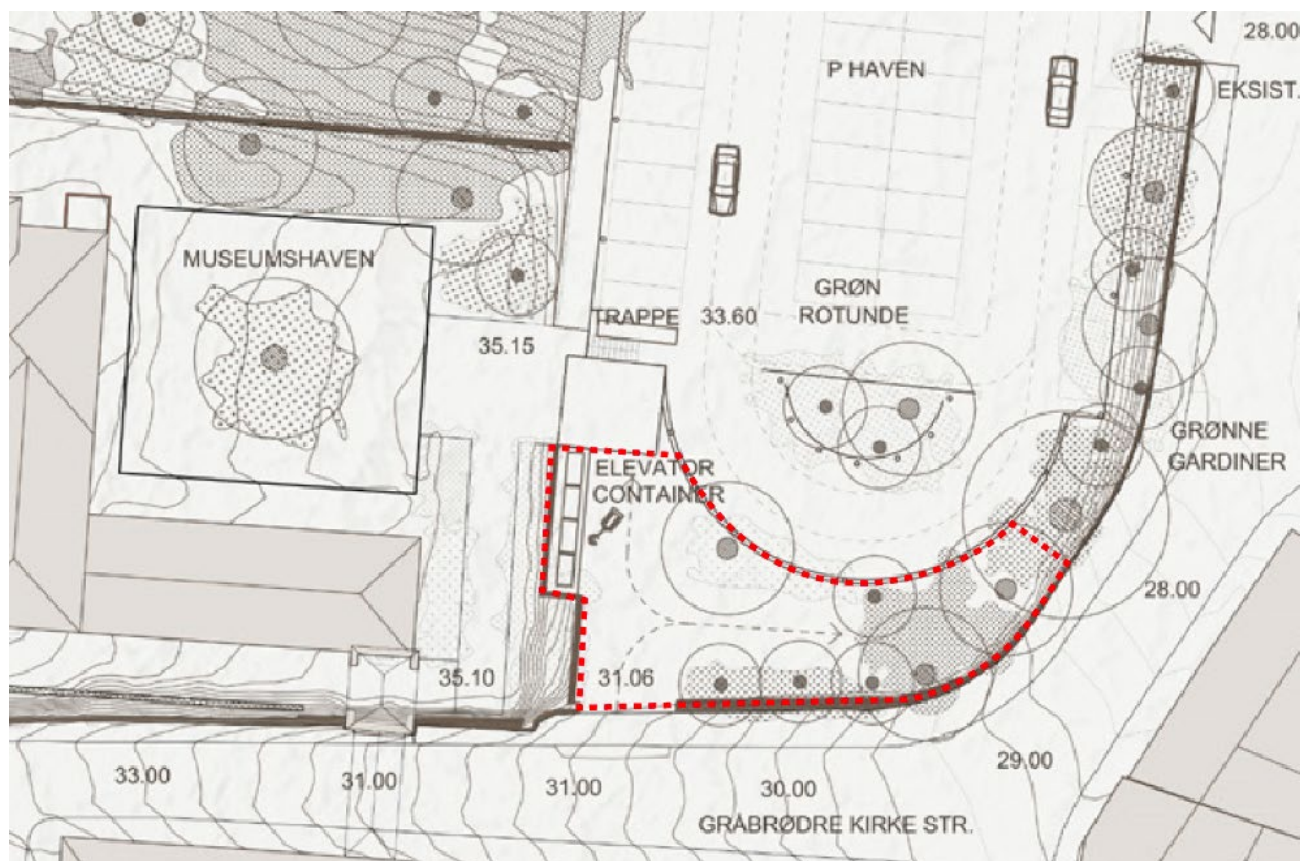 28.00
P HAVEN
EKSIST.
MUSEUMSHAVEN
GRØN
ROTUNDE
TRAPPE
33.60
35.15
GRØNNE
GARDINER
ELEVATOR
CONTAINER
28.00
35.10
31.06
29.00
33.00
31.00
31.00
30.00
GRABRØDRE KIRKE STR.